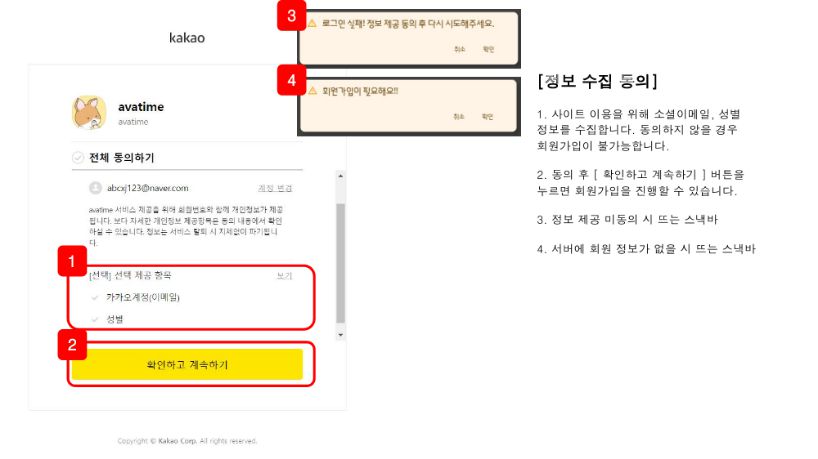 kakao
avatime
avatime
전체 동의하기
abcxj123@naver.com 계정 변경
avatime 서비스 제공을 위해 회원번호와 함께 개인정보가 제공
됩니다. 보다 자세한 개인정보 제공항목은 동의 내용에서 확인
하실 수 있습니다. 정보는 서비스 탈퇴 시 지체없이 파기됩니
다.
1
[선택] 선택 제공 항목 보기
카카오계정(이메일)
성별
2
확인하고 계속하기
Copyright © Kakao Corp. All rights reserved.
3
로그인 실패! 정보 제공 동의 후 다시 시도해주세요.
취소 확인
4
회원가입이 필요해요!!
취소 확인
[정보 수집 동의]
1. 사이트 이용을 위해 소셜이메일, 성별
정보를 수집합니다. 동의하지 않을 경우
회원가입이 불가능합니다.
2. 동의 후 [ 확인하고 계속하기 ] 버튼을
누르면 회원가입을 진행할 수 있습니다.
3. 정보 제공 미동의 시 뜨는 스낵바
4. 서버에 회원 정보가 없을 시 뜨는 스낵바